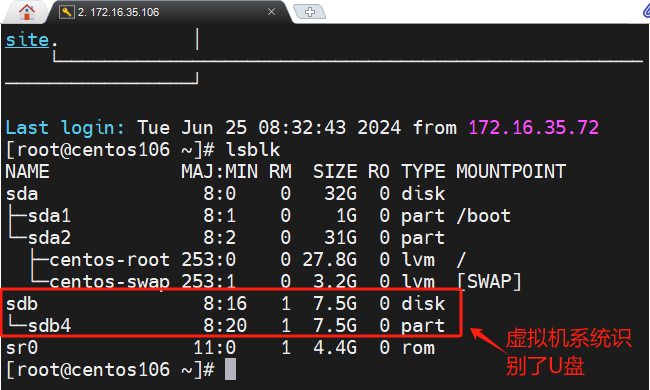 2. 172.16.35.106
site.
Last login: Tue Jun 25 08:32:43 2024 from 172.16.35.72
[root@centos106 ~]# lsblk
NAME            MAJ:MIN RM  SIZE RO TYPE MOUNTPOINT
sda               8:0    0   32G  0 disk
├─sda1            8:1    0    1G  0 part /boot
└─sda2            8:2    0   31G  0 part
  ├─centos-root 253:0    0 27.8G  0 lvm  /
  └─centos-swap 253:1    0  3.2G  0 lvm  [SWAP]
sdb               8:16   1  7.5G  0 disk
└─sdb4            8:20   1  7.5G  0 part
sr0              11:0    1  4.4G  0 rom
[root@centos106 ~]#
虚拟机系统识
别了U盘